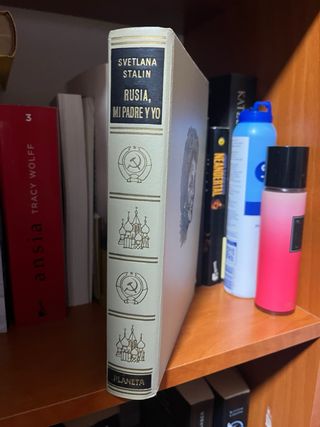 SVETLANA
STALIN
RUSIA,
MI PADRE Y YO
PLANETA
3
TRACY WOLFF
ansia